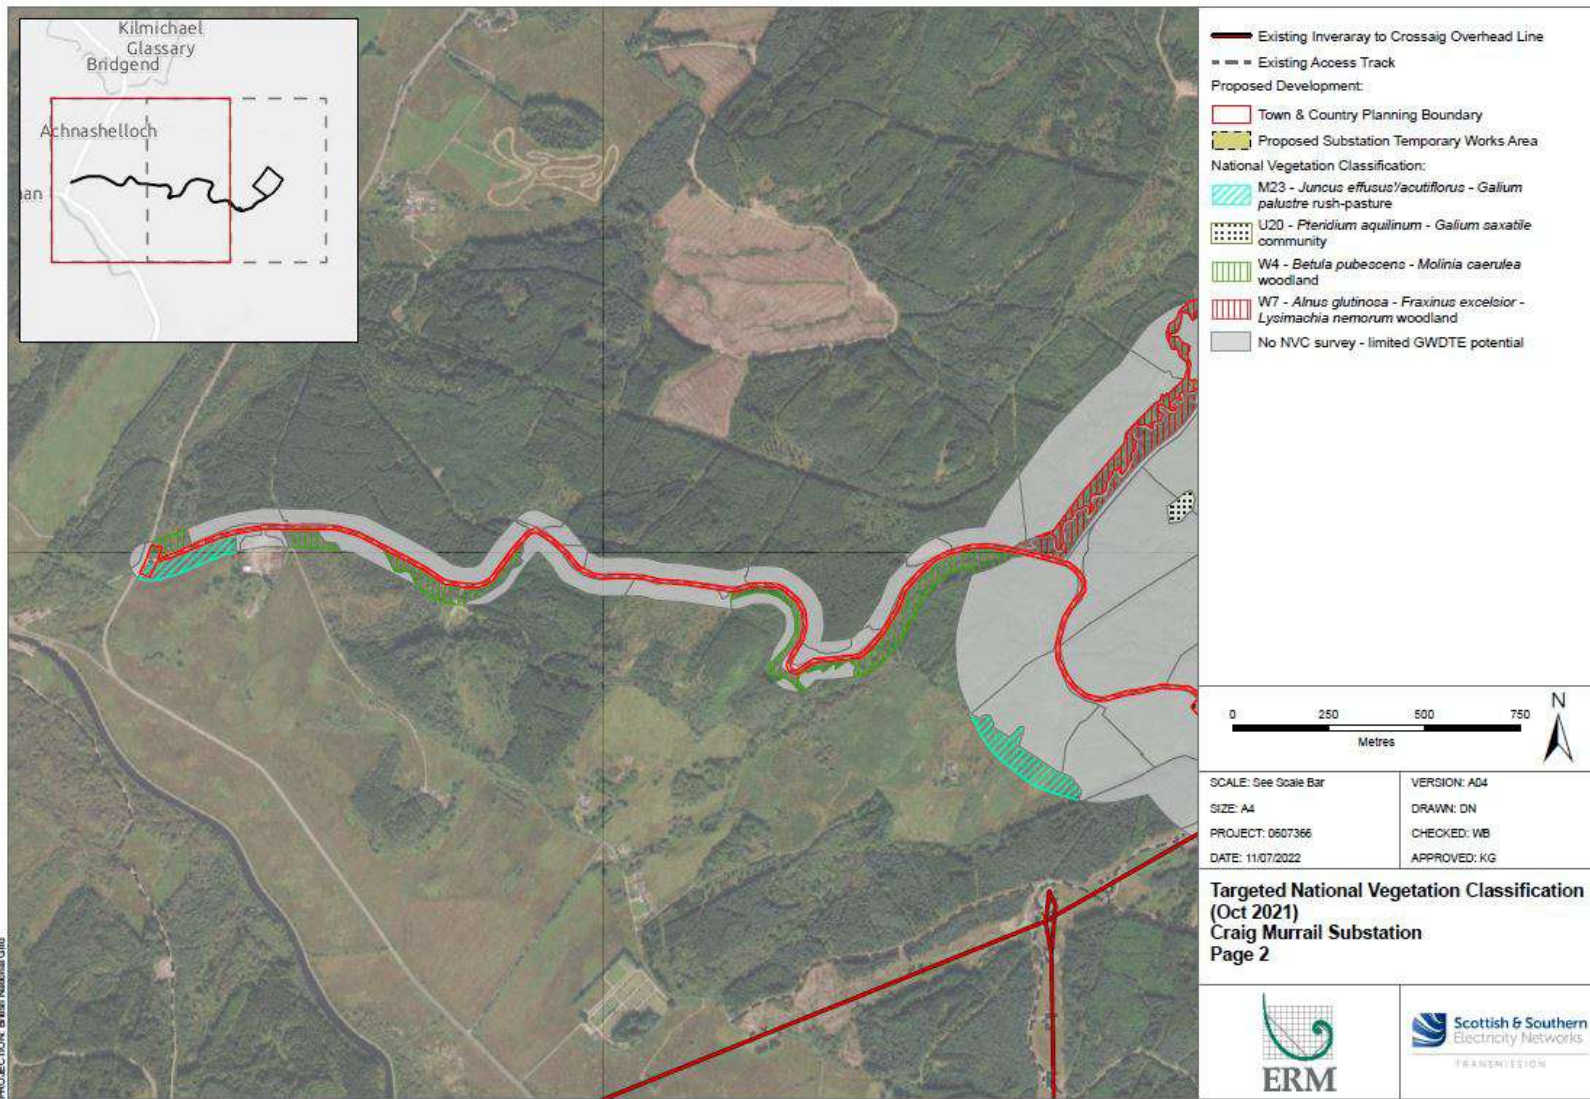 Kilmichael
Glassary
Bridgend
Achnashelloch
an
Existing Inveraray to Crossaig Overhead Line
Existing Access Track
Proposed Development:
Town & Country Planning Boundary
Proposed Substation Temporary Works Area
National Vegetation Classification:
M23 - Juncus effusus'/acutiflorus - Galium
palustre rush-pasture
U20 - Pteridium aquilinum - Galium saxatile
community
W4 - Betula pubescens - Molinia caerulea
woodland
W7 - Alnus glutinosa - Fraxinus excelsior -
Lysimachia nemorum woodland
No NVC survey - limited GWDTE potential
0 250 500 750
Metres
N
SCALE: See Scale Bar
VERSION: A04
SIZE: A4
DRAWN: DN
PROJECT: 0607366
CHECKED: WB
DATE: 11/07/2022
APPROVED: KG
Targeted National Vegetation Classification
(Oct 2021)
Craig Murrail Substation
Page 2
ERM
Scottish & Southern
Electricity Networks
TRANSMISSION
PROJECTION: British National Grid